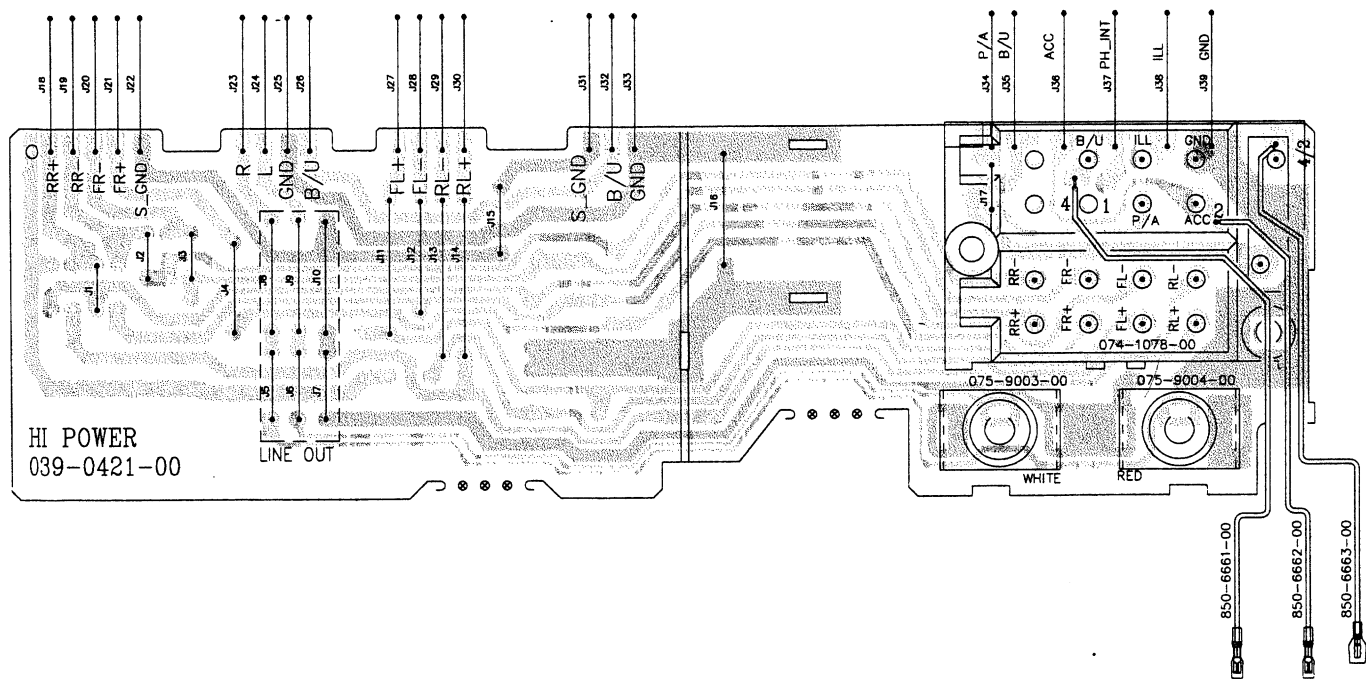 J18
J19
J20
J21
J22
J23
J24
J25
J26
J27
J28
J29
J30
J31
J32
J33
J34 P/A
J35 B/U
J36 ACC
J37 PH_INT
J38 ILL
J39 GND
RR+
RR-
FR-
FR+
S_GND
R
L
GND
B/U
FL+
FL-
RL-
RL+
S_GND
B/U
GND
J1
J2
J3
J4
J8
J9
J10
J11
J12
J13
J14
J15
J16
J17
B/U
ILL
GND
4/2
4
1
2
P/A
ACC
RR-
FR-
FL-
RL-
RR+
FR+
FL+
RL+
074-1078-00
J5
J6
J7
075-9003-00
075-9004-00
HI POWER
039-0421-00
LINE OUT
WHITE
RED
850-6661-00
850-6662-00
850-6663-00